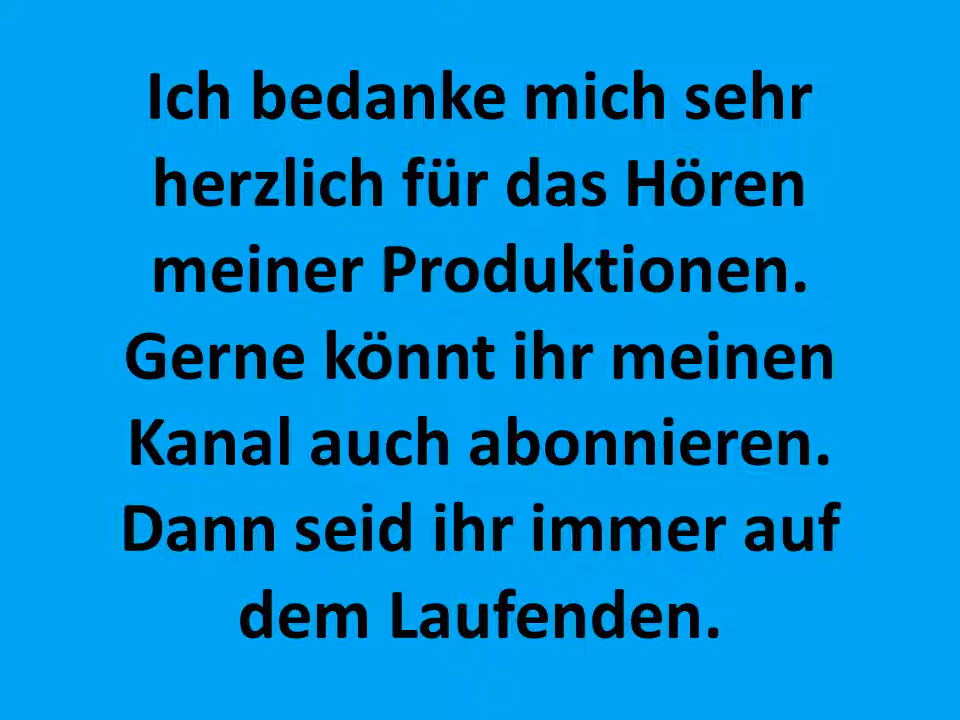 Ich bedanke mich sehr
herzlich für das Hören
meiner Produktionen.
Gerne könnt ihr meinen
Kanal auch abonnieren.
Dann seid ihr immer auf
dem Laufenden.